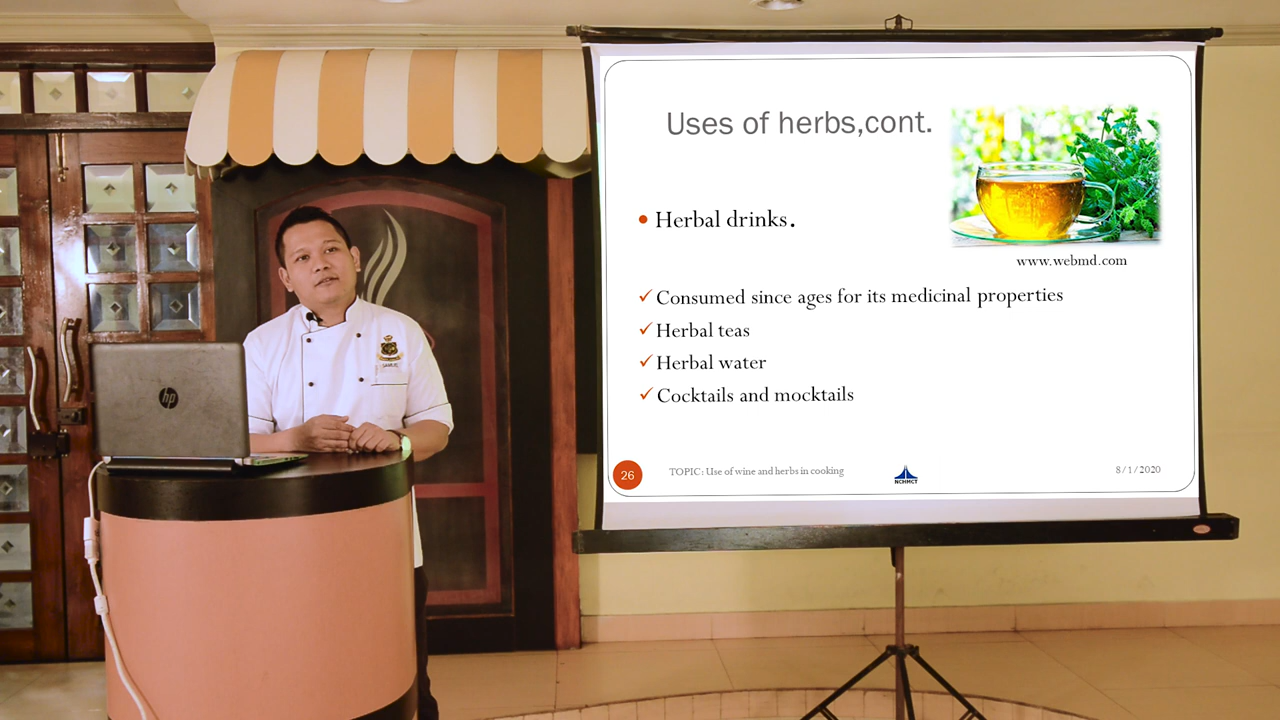 Uses of herbs,cont.
Herbal drinks.
www.webmd.com
Consumed since ages for its medicinal properties
Herbal teas
Herbal water
Cocktails and mocktails
26
TOPIC: Use of wine and herbs in cooking
NCHMCT
8/1/2020
hp